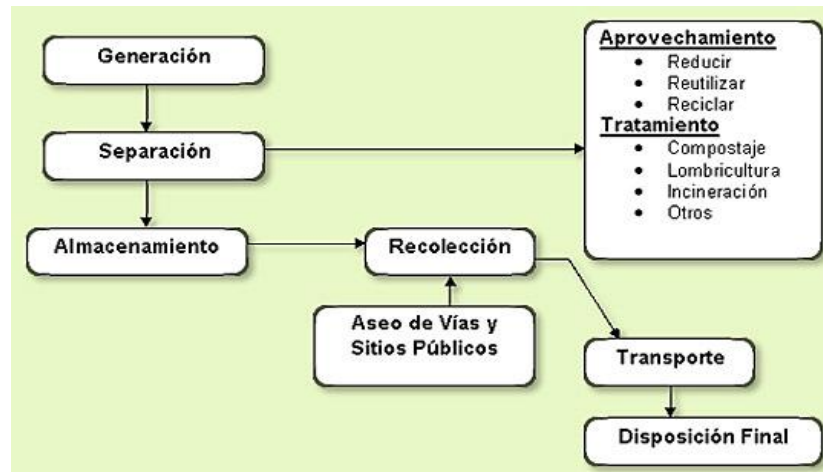 Generación
Separación
Almacenamiento
Recolección
Aseo de Vías y
Sitios Públicos
Aprovechamiento
• Reducir
• Reutilizar
• Reciclar
Tratamiento
• Compostaje
• Lombricultura
• Incineración
• Otros
Transporte
Disposición Final